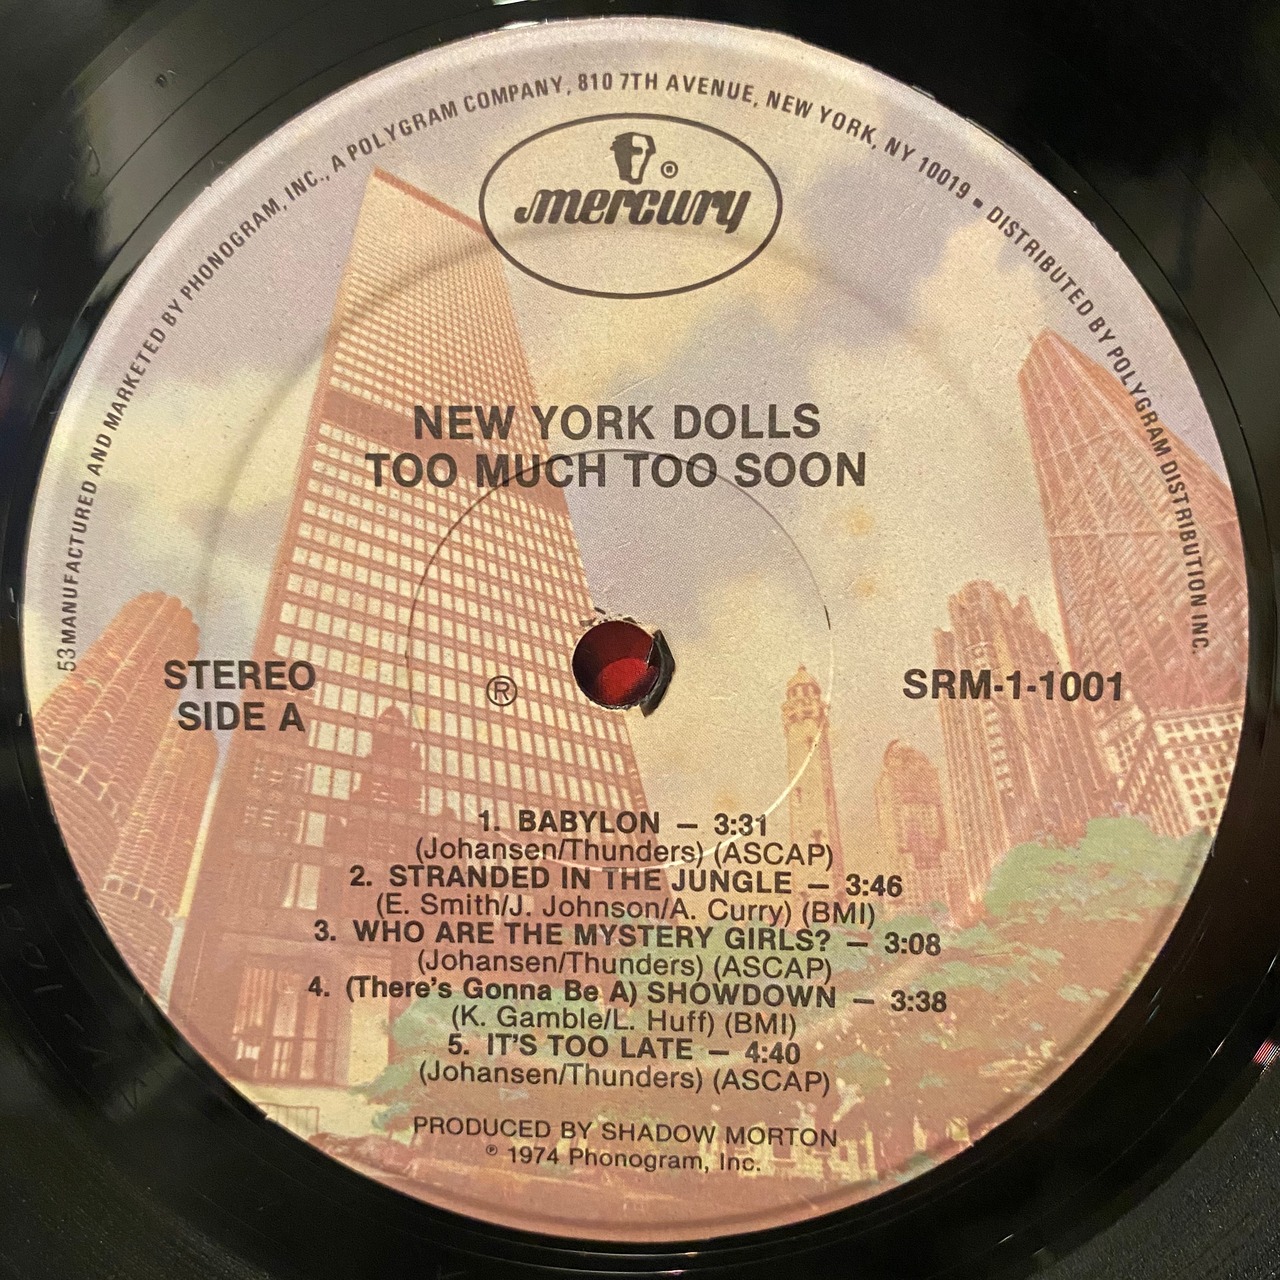 53 MANUFACTURED AND MARKETED BY PHONOGRAM, INC., A POLYGRAM COMPANY, 810 7TH AVENUE, NEW YORK, NY 10019 ▪ DISTRIBUTED BY POLYGRAM DISTRIBUTION INC.
®
mercury
NEW YORK DOLLS
TOO MUCH TOO SOON
STEREO
SIDE A
®
SRM-1-1001
1. BABYLON — 3:31
(Johansen/Thunders) (ASCAP)
2. STRANDED IN THE JUNGLE — 3:46
(E. Smith/J. Johnson/A. Curry) (BMI)
3. WHO ARE THE MYSTERY GIRLS? — 3:08
(Johansen/Thunders) (ASCAP)
4. (There's Gonna Be A) SHOWDOWN — 3:38
(K. Gamble/L. Huff) (BMI)
5. IT'S TOO LATE — 4:40
(Johansen/Thunders) (ASCAP)
PRODUCED BY SHADOW MORTON
℗ 1974 Phonogram, Inc.